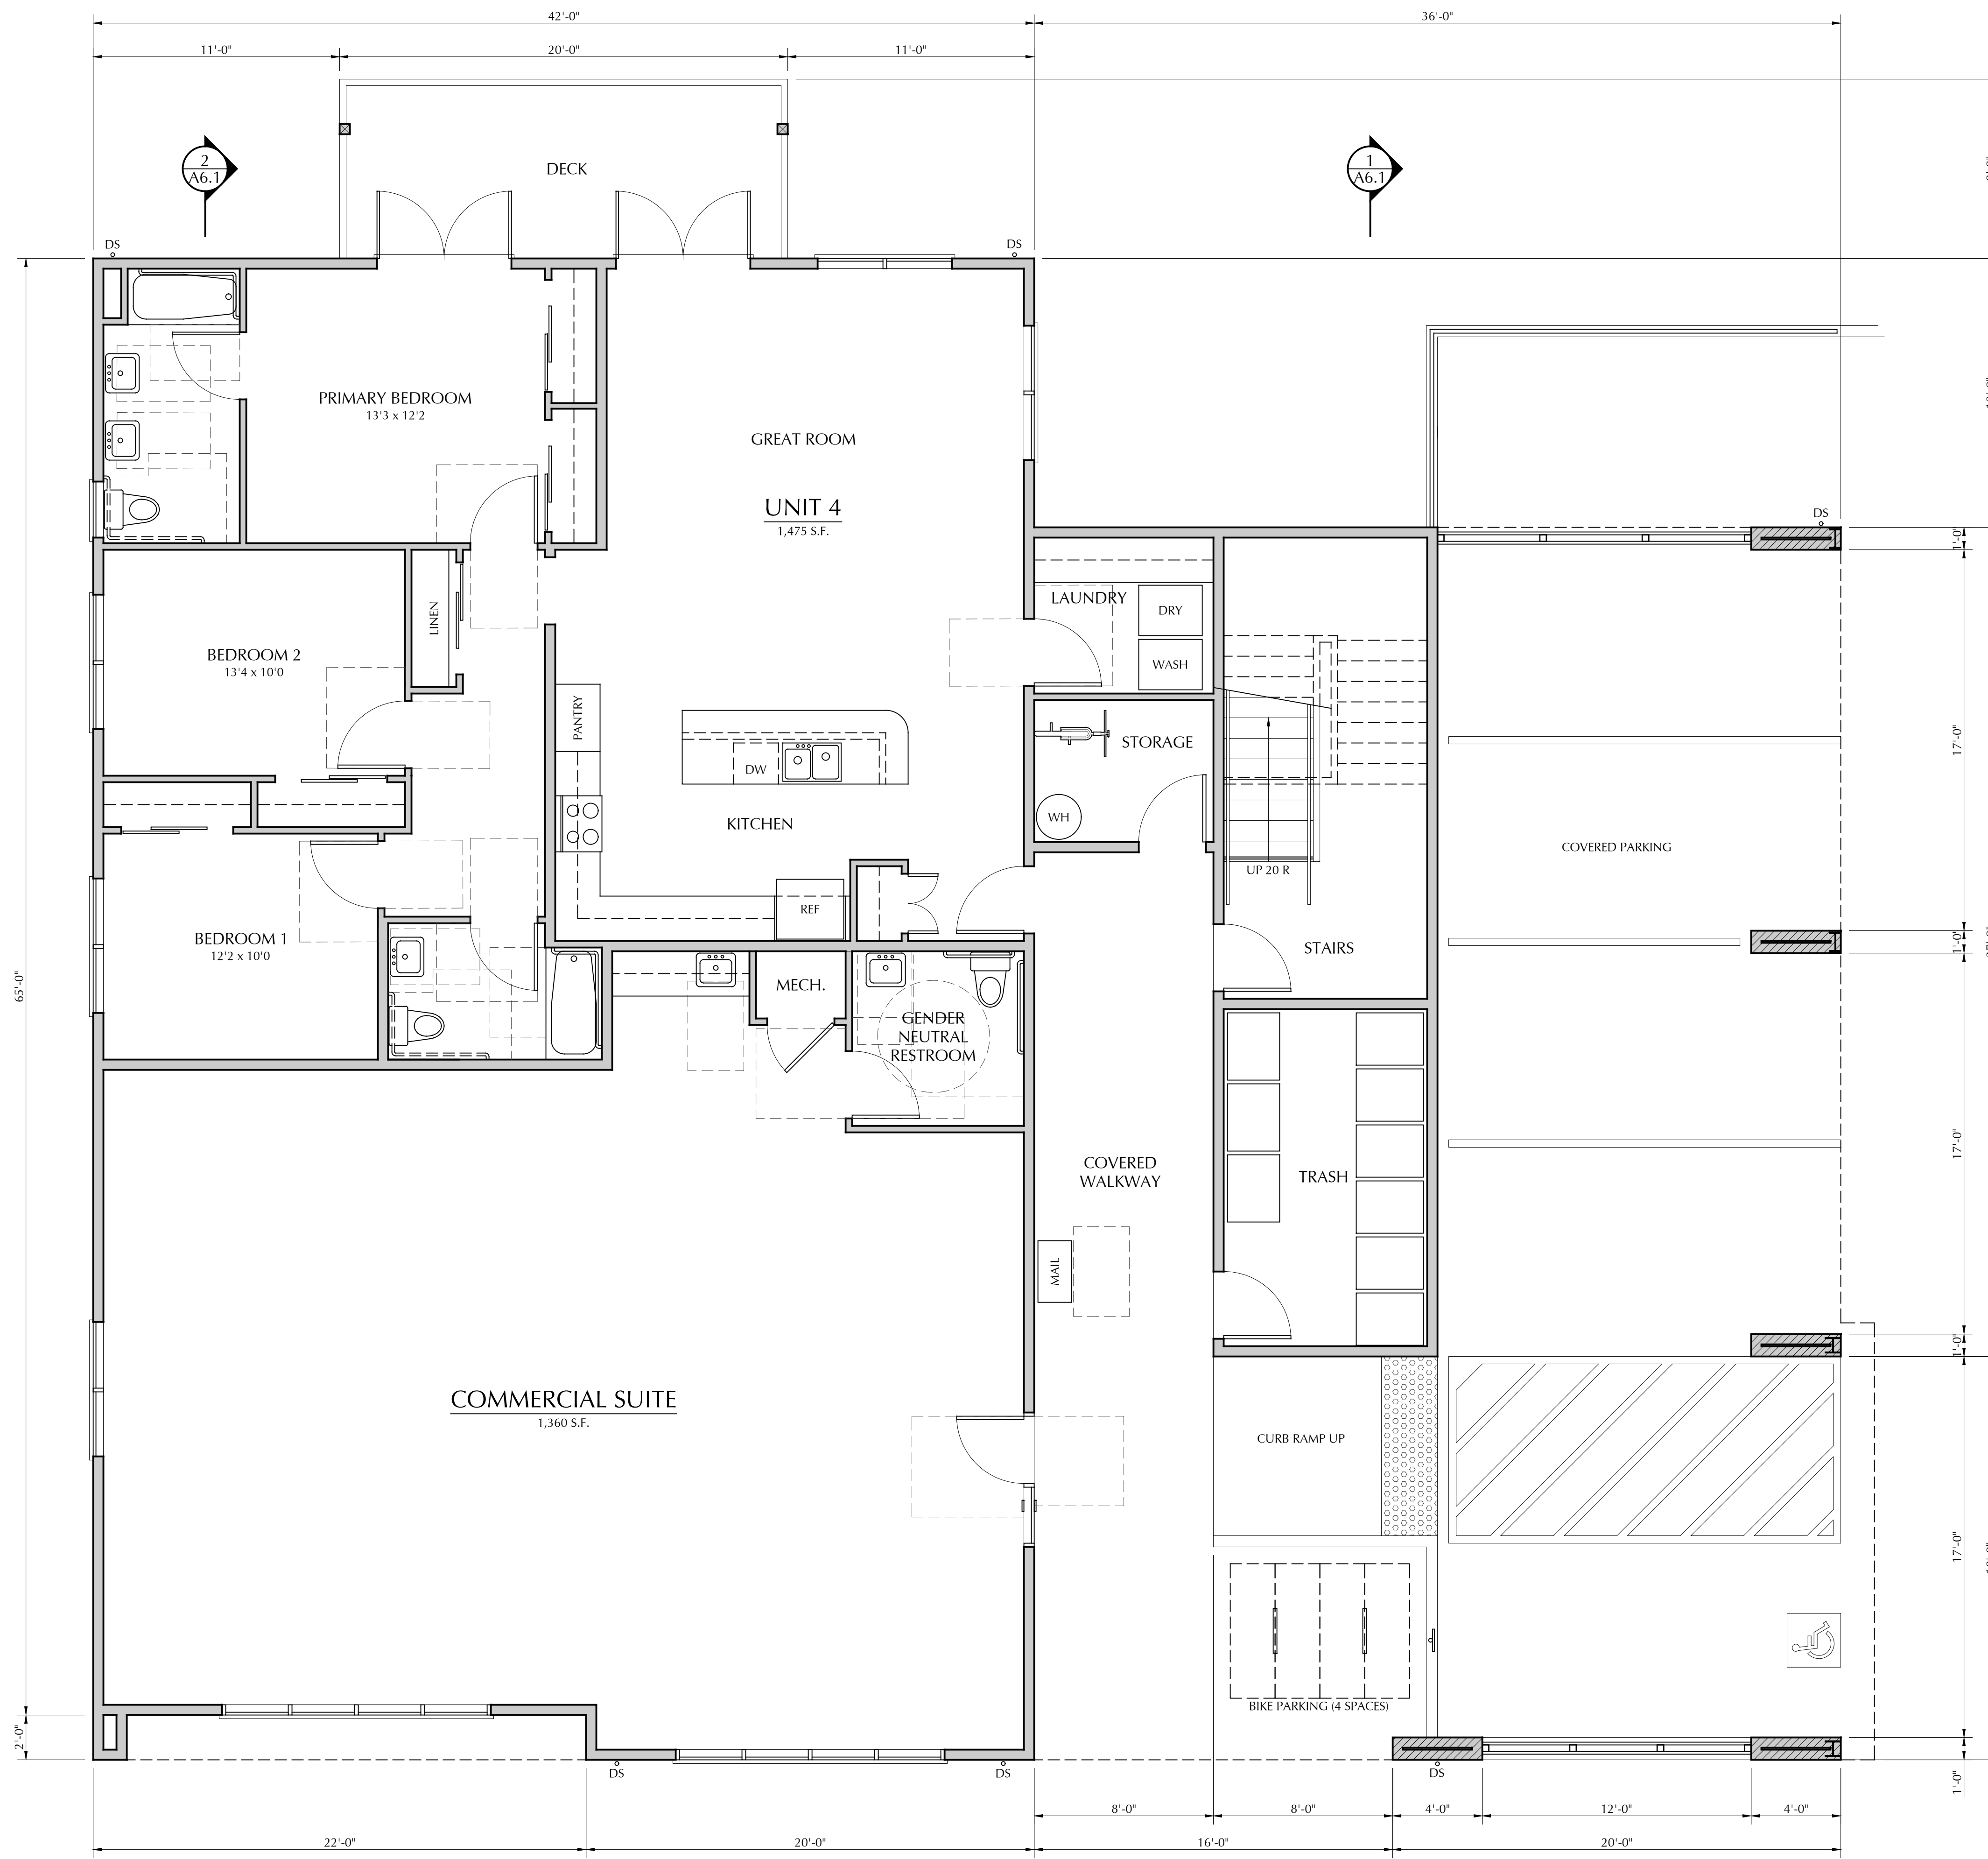 42'-0"
36'-0"
11'-0"
20'-0"
11'-0"
DECK
2
A6.1
1
A6.1
DS
DS
PRIMARY BEDROOM
13'3 x 12'2
GREAT ROOM
UNIT 4
1,475 S.F.
DS
1'-0"
LAUNDRY
DRY
WASH
LINEN
BEDROOM 2
13'4 x 10'0
PANTRY
DW
STORAGE
17'-0"
KITCHEN
WH
COVERED PARKING
UP 20 R
REF
BEDROOM 1
12'2 x 10'0
STAIRS
1'-0"
65'-0"
MECH.
GENDER
NEUTRAL
RESTROOM
COVERED
WALKWAY
TRASH
17'-0"
MAIL
1'-0"
COMMERCIAL SUITE
1,360 S.F.
CURB RAMP UP
17'-0"
BIKE PARKING (4 SPACES)
2'-0"
DS
DS
DS
1'-0"
8'-0"
8'-0"
4'-0"
12'-0"
4'-0"
22'-0"
20'-0"
16'-0"
20'-0"